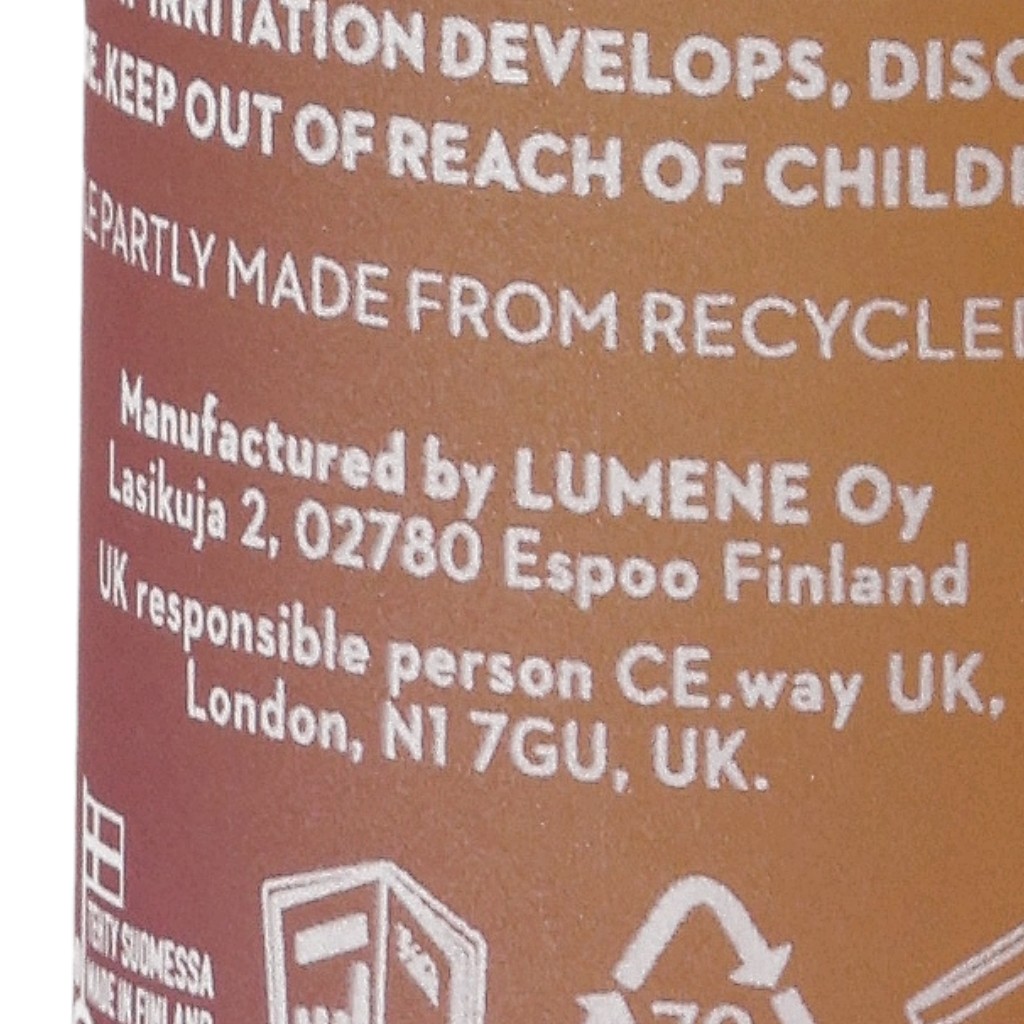 IRRITATION DEVELOPS, DISC
E. KEEP OUT OF REACH OF CHILD
PARTLY MADE FROM RECYCLE
Manufactured by LUMENE Oy
Lasikuja 2, 02780 Espoo Finland
UK responsible person CE.way UK,
London, N1 7GU, UK.
TEHTY SUOMESSA
MADE IN FINLAND